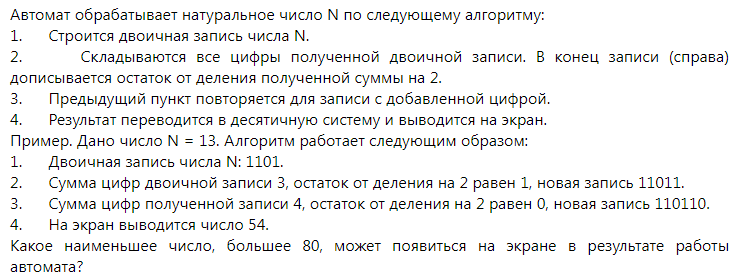 Автомат обрабатывает натуральное число N по следующему алгоритму:
1. Строится двоичная запись числа N.
2. Складываются все цифры полученной двоичной записи. В конец записи (справа)
дописывается остаток от деления полученной суммы на 2.
3. Предыдущий пункт повторяется для записи с добавленной цифрой.
4. Результат переводится в десятичную систему и выводится на экран.
Пример. Дано число N = 13. Алгоритм работает следующим образом:
1. Двоичная запись числа N: 1101.
2. Сумма цифр двоичной записи 3, остаток от деления на 2 равен 1, новая запись 11011.
3. Сумма цифр полученной записи 4, остаток от деления на 2 равен 0, новая запись 110110.
4. На экран выводится число 54.
Какое наименьшее число, большее 80, может появиться на экране в результате работы
автомата?